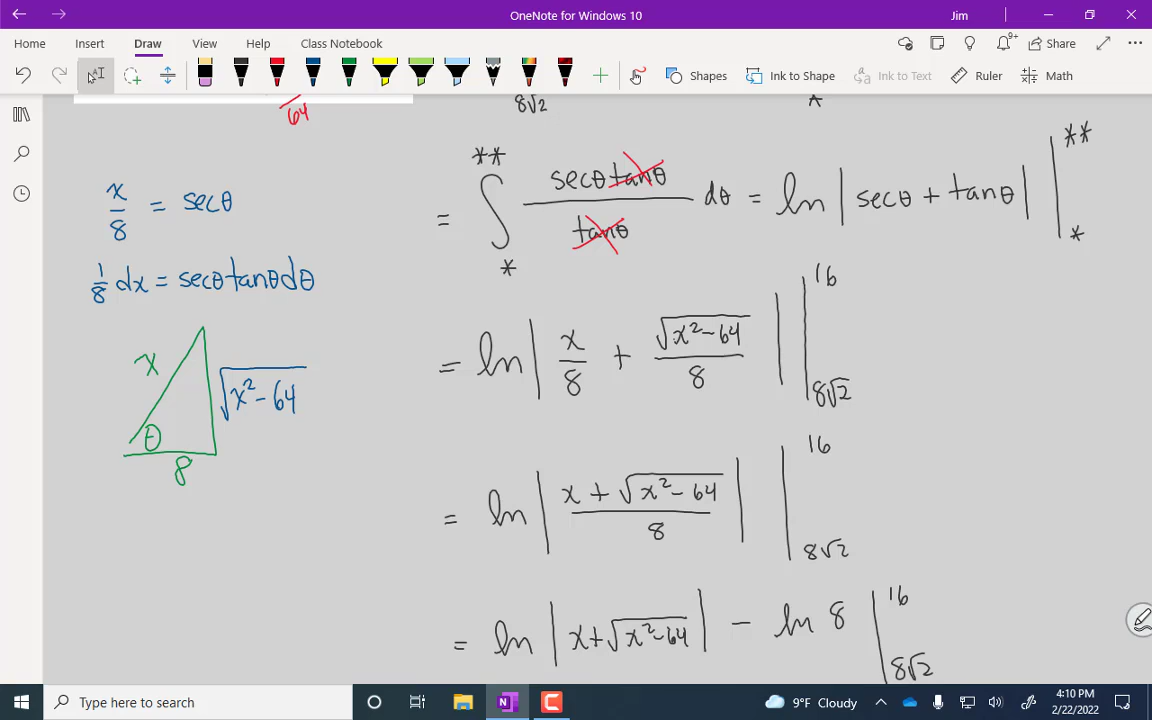 OneNote for Windows 10
Jim
Home Insert Draw View Help Class Notebook
9+
Share
Shapes
Ink to Shape
Ink to Text
Ruler
Math
64
8√2
*
x/8 = secθ
1/8 dx = secθtanθdθ
x
√x²-64
θ
8
= ∫ ** * secθtanθ / tanθ dθ = ln|secθ + tanθ| | ** *
= ln|x/8 + √x²-64 / 8| | 16 8√2
= ln|x + √x²-64 / 8| | 16 8√2
= ln|x+√x²-64| - ln 8 | 16 8√2
Type here to search
9°F Cloudy
4:10 PM
2/22/2022